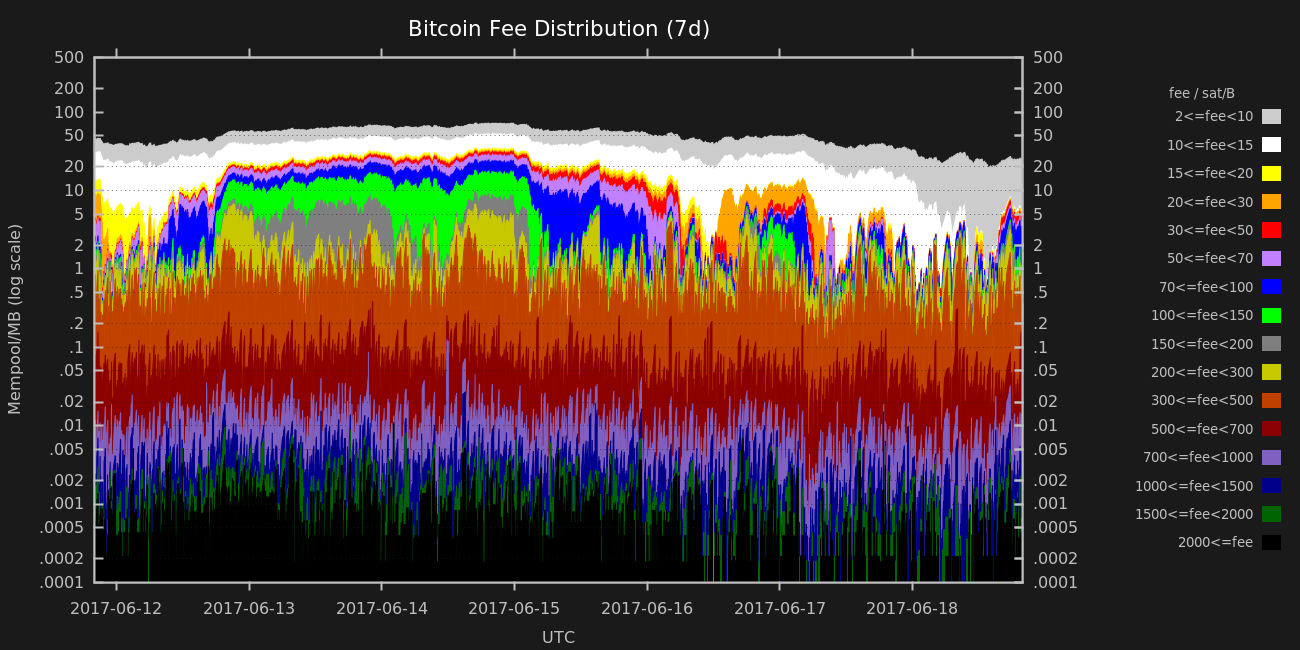 Bitcoin Fee Distribution (7d)
500
200
100
50
20
10
5
2
1
.5
.2
.1
.05
.02
.01
.005
.002
.001
.0005
.0002
.0001
Mempool/MB (log scale)
500
200
100
50
20
10
5
2
1
.5
.2
.1
.05
.02
.01
.005
.002
.001
.0005
.0002
.0001
2017-06-12 2017-06-13 2017-06-14 2017-06-15 2017-06-16 2017-06-17 2017-06-18
UTC
fee / sat/B
2<=fee<10
10<=fee<15
15<=fee<20
20<=fee<30
30<=fee<50
50<=fee<70
70<=fee<100
100<=fee<150
150<=fee<200
200<=fee<300
300<=fee<500
500<=fee<700
700<=fee<1000
1000<=fee<1500
1500<=fee<2000
2000<=fee